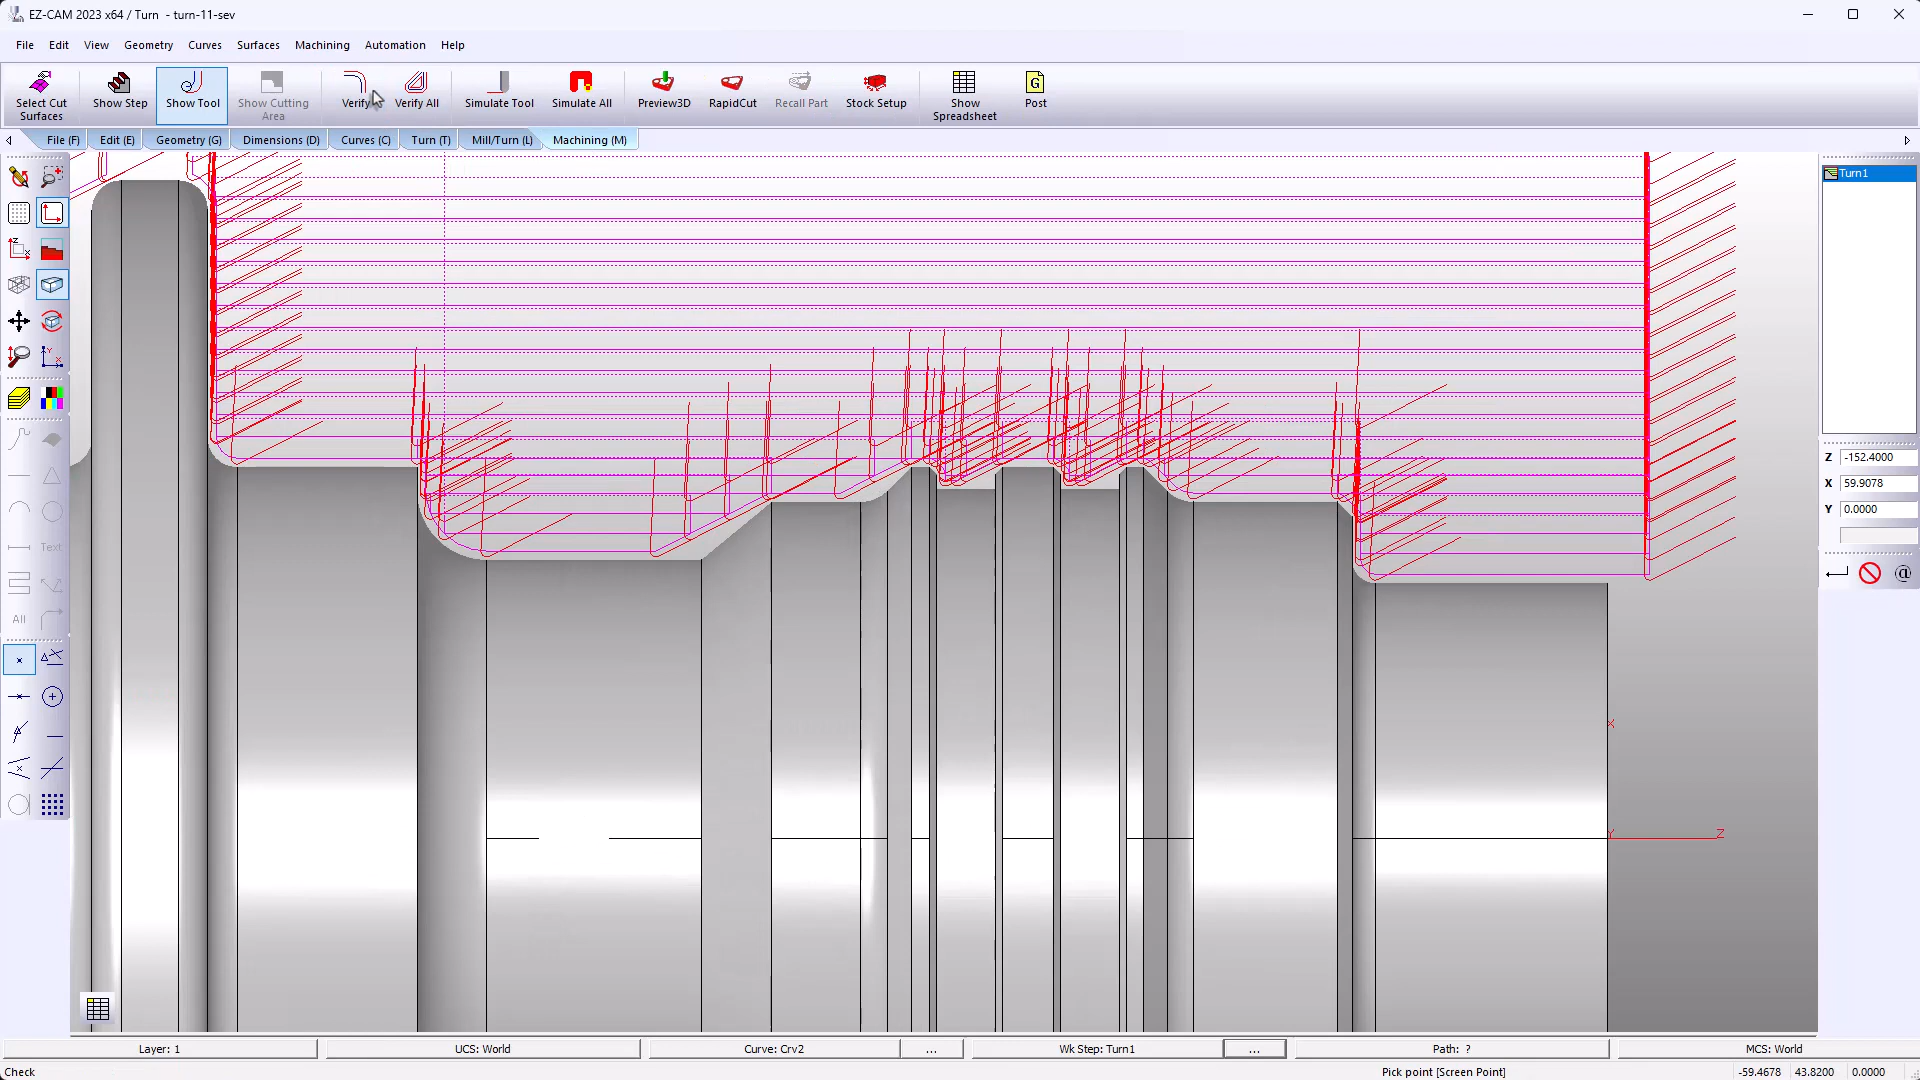 EZ-CAM 2023 x64 / Turn - turn-11-sev
File Edit View Geometry Curves Surfaces Machining Automation Help
Select Cut Surfaces
Show Step
Show Tool
Show Cutting Area
Verify
Verify All
Simulate Tool
Simulate All
Preview3D
RapidCut
Recall Part
Stock Setup
Show Spreadsheet
G
Post
File (F) Edit (E) Geometry (G) Dimensions (D) Curves (C) Turn (T) Mill/Turn (L) Machining (M)
Turn1
Z -152.4000
X 59.9078
Y 0.0000
@
Text
All
X
Y Z
Layer: 1 UCS: World Curve: Crv2 ... Wk Step: Turn1 ... Path: ? MCS: World
Check Pick point [Screen Point] -59.4678 43.8200 0.0000